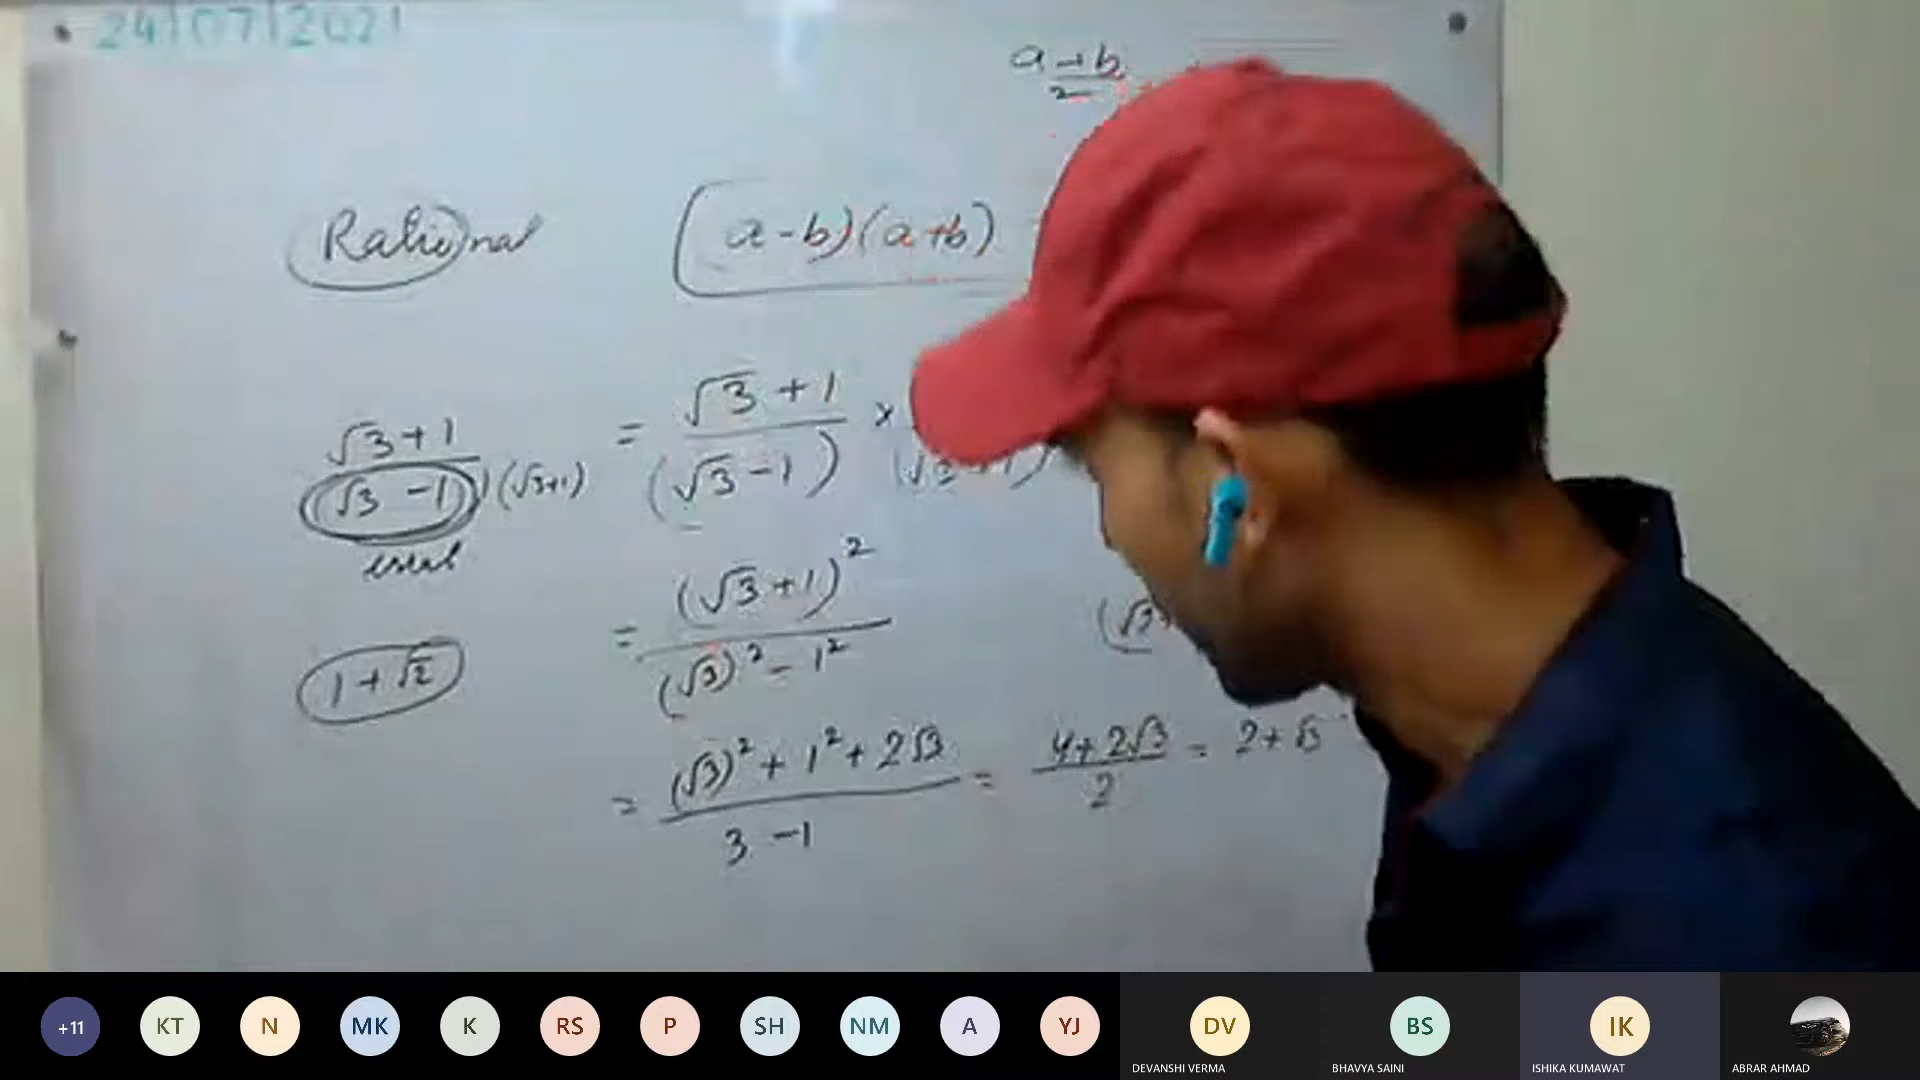 24/07/2021
a+b
2
Rational
(a-b)(a+b)
√3+1
(√3 -1)(√3+1)
= √3+1
(√3-1)
×
1+√2
= (√3+1)²
(√3)² - 1²
= (√3)² + 1² + 2√3
3 -1
= 4+2√3
2
= 2+√3
+11
KT
N
MK
K
RS
P
SH
NM
A
YJ
DV
BS
IK
DEVANSHI VERMA
BHAVYA SAINI
ISHIKA KUMAWAT
ABRAR AHMAD